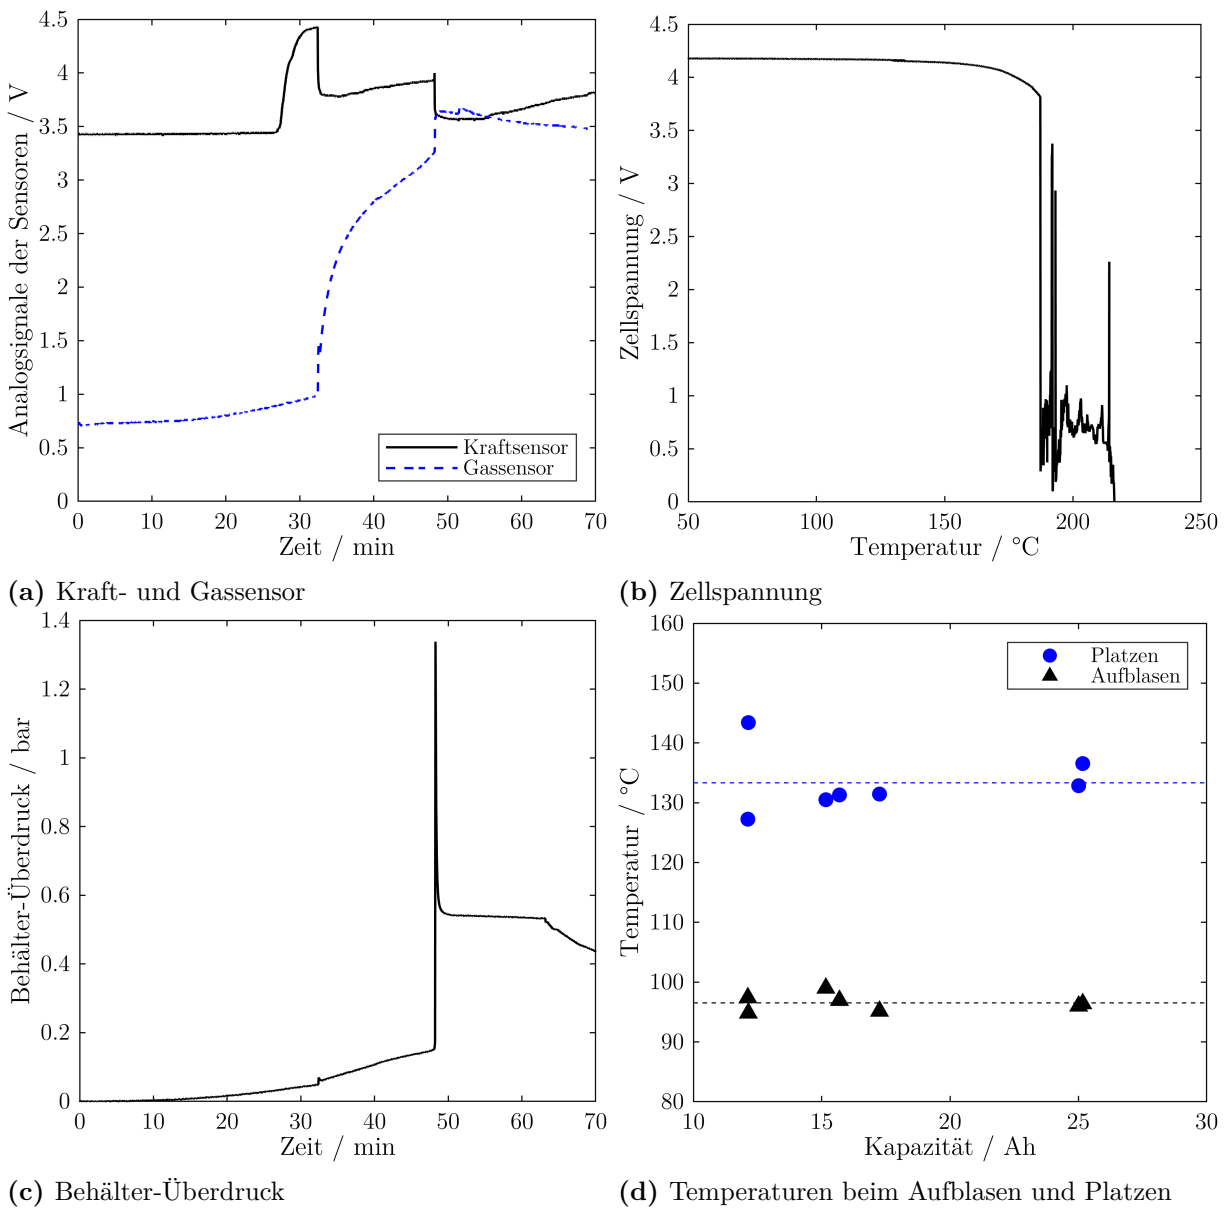 4.5
4
3.5
3
2.5
2
1.5
1
0.5
0
Analogsignale der Sensoren / V
Kraftsensor
Gassensor
0 10 20 30 40 50 60 70
Zeit / min
(a) Kraft- und Gassensor
4.5
4
3.5
3
2.5
2
1.5
1
0.5
0
Zellspannung / V
50 100 150 200 250
Temperatur / °C
(b) Zellspannung
1.4
1.2
1
0.8
0.6
0.4
0.2
0
Behälter-Überdruck / bar
0 10 20 30 40 50 60 70
Zeit / min
(c) Behälter-Überdruck
160
150
140
130
120
110
100
90
80
Temperatur / °C
Platzen
Aufblasen
10 15 20 25 30
Kapazität / Ah
(d) Temperaturen beim Aufblasen und Platzen